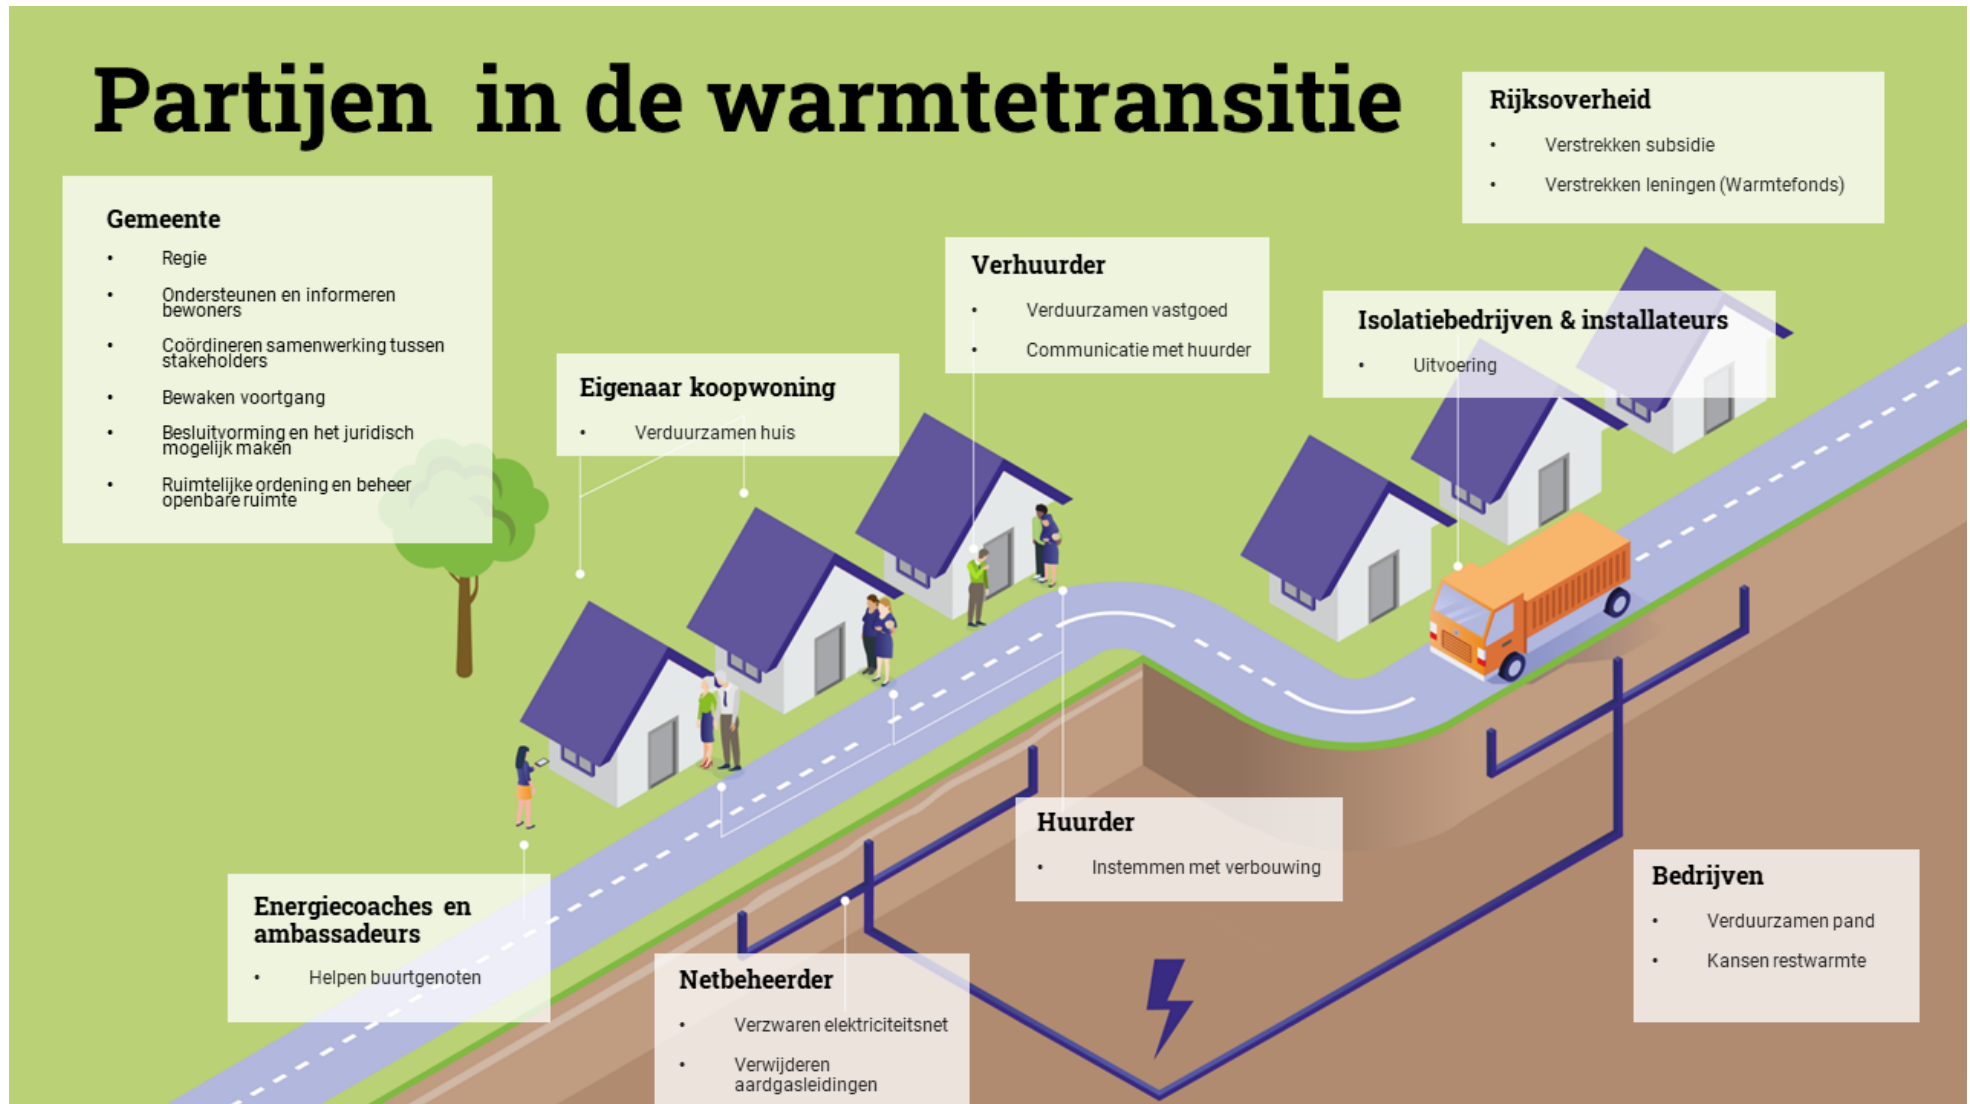 Partijen in de warmtetransitie
Rijksoverheid
• Verstrekken subsidie
• Verstrekken leningen (Warmtefonds)
Gemeente
• Regie
• Ondersteunen en informeren
bewoners
• Coördineren samenwerking tussen
stakeholders
• Bewaken voortgang
• Besluitvorming en het juridisch
mogelijk maken
• Ruimtelijke ordening en beheer
openbare ruimte
Verhuurder
• Verduurzamen vastgoed
• Communicatie met huurder
Isolatiebedrijven & installateurs
• Uitvoering
Eigenaar koopwoning
• Verduurzamen huis
Huurder
• Instemmen met verbouwing
Bedrijven
• Verduurzamen pand
• Kansen restwarmte
Energiecoaches en
ambassadeurs
• Helpen buurtgenoten
Netbeheerder
• Verzwaren elektriciteitsnet
• Verwijderen
aardgasleidingen